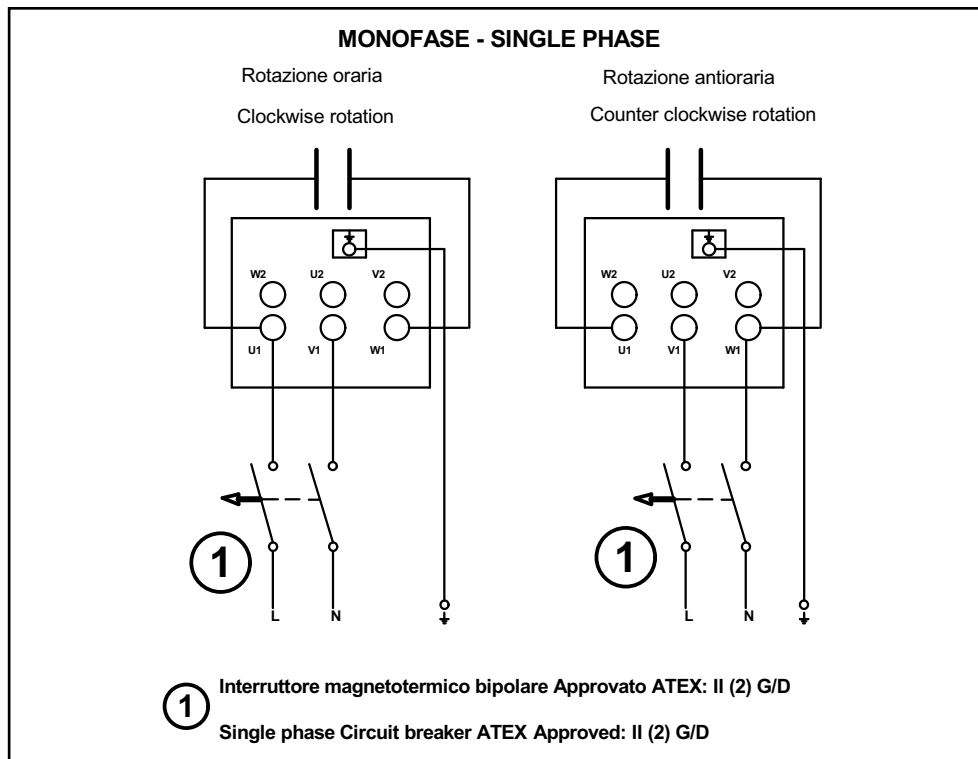 MONOFASE - SINGLE PHASE
Rotazione oraria
Clockwise rotation
W2 U2 V2
U1 V1 W1
1
L N
Rotazione antioraria
Counter clockwise rotation
W2 U2 V2
U1 V1 W1
1
L N
1
Interruttore magnetotermico bipolare Approvato ATEX: II (2) G/D
Single phase Circuit breaker ATEX Approved: II (2) G/D